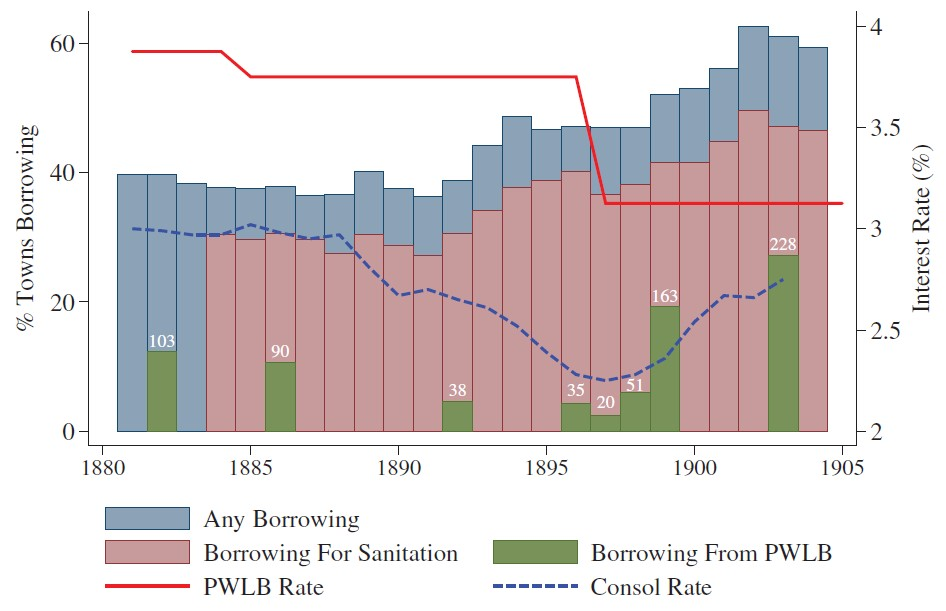 % Towns Borrowing
60
40
20
0
103
90
38
35
20
51
163
228
4
3.5
3
2.5
2
Interest Rate (%)
1880 1885 1890 1895 1900 1905
Any Borrowing
Borrowing For Sanitation Borrowing From PWLB
PWLB Rate Consol Rate